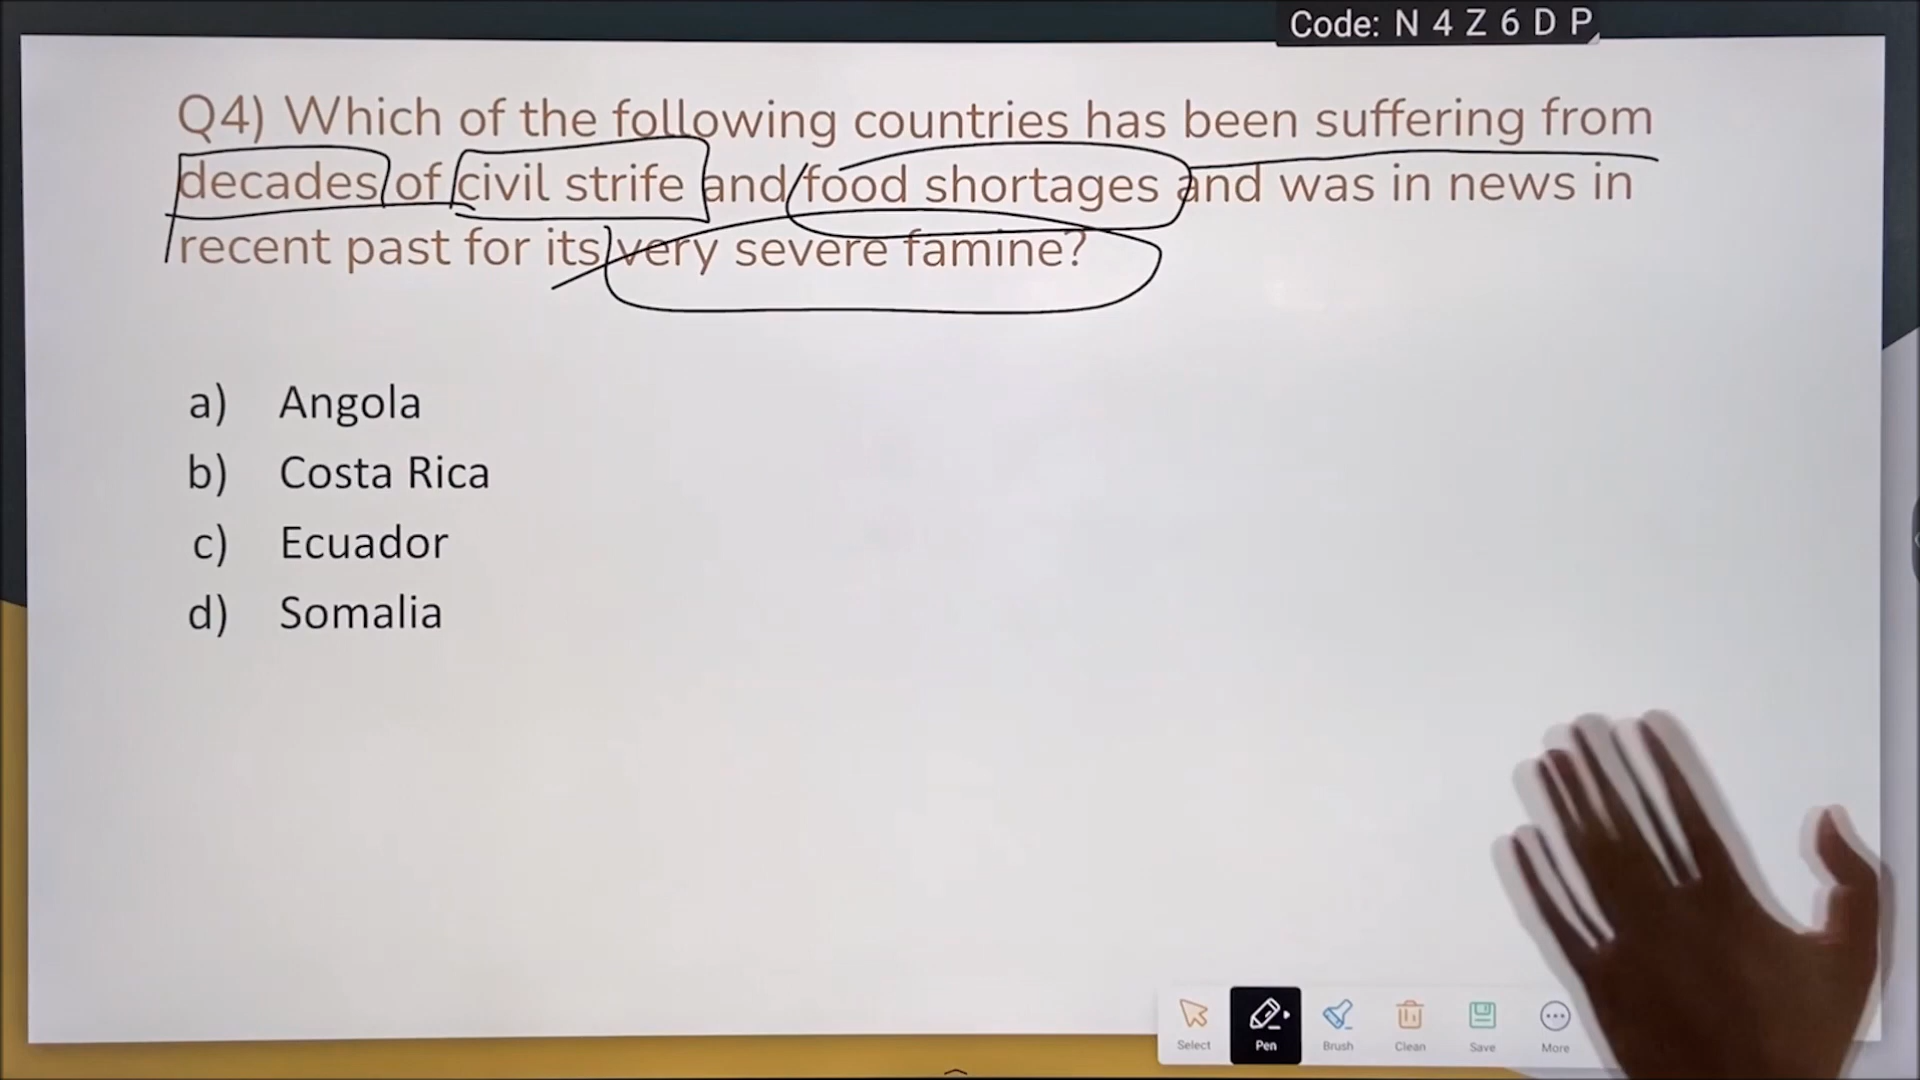 Code: N 4 Z 6 D P
Q4) Which of the following countries has been suffering from
decades of civil strife and food shortages and was in news in
recent past for its very severe famine?
a) Angola
b) Costa Rica
c) Ecuador
d) Somalia
Select Pen Brush Clean Save More